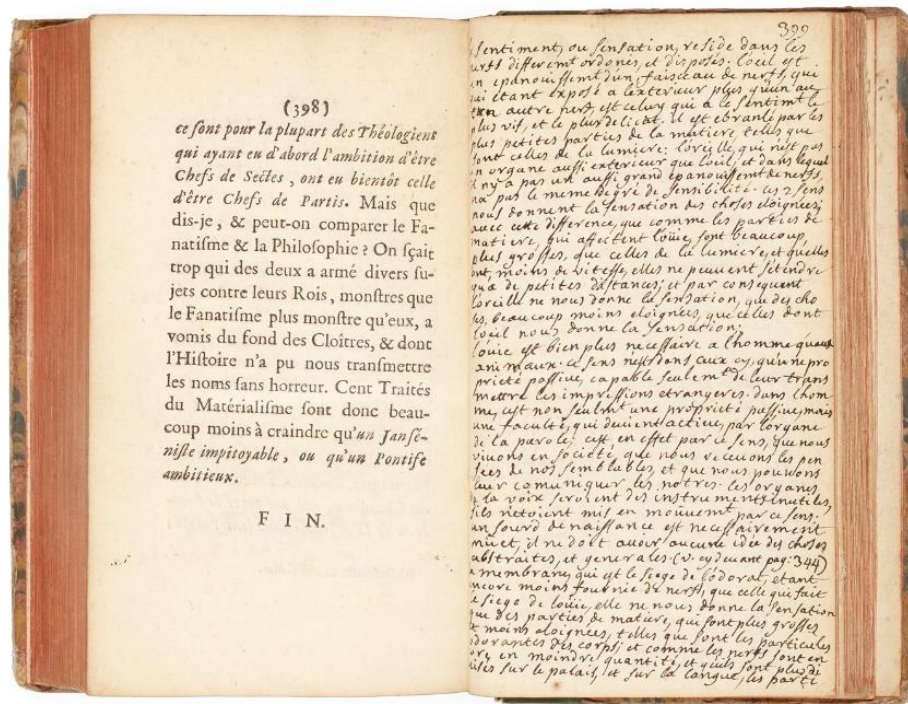 (398)
ce ſont pour la plupart des Théologiens
qui ayant eu d'abord l'ambition d'être
Chefs de Sectes, ont eu bientôt celle
d'être Chefs de Partis. Mais que
dis-je, & peut-on comparer le Fa-
natiſme & la Philoſophie ? On ſçait
trop qui des deux a armé divers ſu-
jets contre leurs Rois, monſtres que
le Fanatiſme plus monſtre qu'eux, a
vomis du fond des Cloîtres, & dont
l'Hiſtoire n'a pu nous tranſmettre
les noms ſans horreur. Cent Traités
du Matérialiſme ſont donc beau-
coup moins à craindre qu'un Janſé-
niſte impitoyable, ou qu'un Pontife
ambitieux.
FIN.
399
sentiment, ou sensation, reside dans les
differemt ordonés, et disposés. l'oeil est
epanouissemt d'un faisceau de nerfs, qui
etant exposé a l'exterieur plus qu'un au
autre nerf, est celuy qui a le sentimt le
plus vif, et le plus delicat. il est ebranlé par les
plus petites parties de la matiere, telles que
sont celles de la lumiere: l'oreille, qui n'est pas
un organe aussi exterieur que l'oeil, et dans lequel
il n'y a pas un aussi grand epanouissemt de nerfs,
n'a pas le meme degré de sensibilité. ces 2 sens
nous donnent la sensation des choses eloignées;
avec cette difference, que comme les parties de
matiere, qui affectent l'oüie, sont beaucoup
plus grosses, que celles de la lumiere, et qu'elles
ont, moins de vitesse, elles ne peuvent s'etendre
qu'a de petites distances; et par consequent
l'oreille ne nous donne la sensation, que des cho
ses, beaucoup moins eloignées, que celles dont
l'oeil nous donne la sensation.
l'oüie est bien plus necessaire a l'homme qu'aux
animaux. ce sens n'est dans ceux cy, qu'une pro
prieté passive, capable seulemt de leur trans
mettre les impressions etrangeres. dans l'hom
me, c'est non seulmt une proprieté passive, mais
une faculté, qui devient active, par l'organe
de la parole; c'est en effet par ce sens, que nous
vivons en societé, que nous recevons les pen
sées de nos semblables, et que nous pouvons
leur comuniquer les notres. les organes
de la voix seroient des instruments inutiles,
s'ils n'etoient mis en mouvemt par ce sens.
un sourd de naissance est necessairement
muet, il ne doit avoir aucune idée des choses
abstraites, et generales. (v. cy devant pag: 344)
la membrane, qui est le siege de l'odorat, etant
encore moins fournie de nerfs, que celle qui fait
le siege de l'oüie, elle ne nous donne la sensation
que des parties de matiere, qui sont plus grosses
et moins eloignées, telles que sont les particules
odorantes des corps; et comme les nerfs sont en
en moindre quantité, et qu'ils sont plus
sur le palais, et sur la langue, les parti